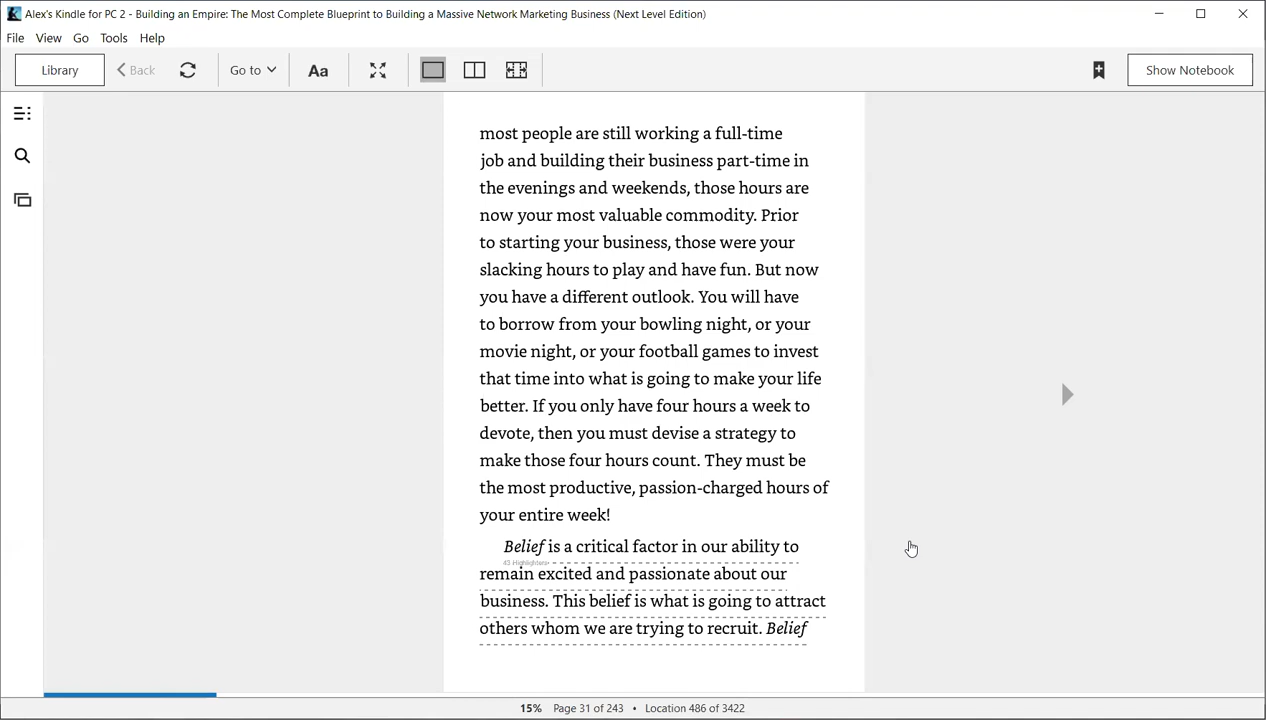 Alex's Kindle for PC 2 - Building an Empire: The Most Complete Blueprint to Building a Massive Network Marketing Business (Next Level Edition)
File View Go Tools Help
Library Back Go to Aa Show Notebook
most people are still working a full-time
job and building their business part-time in
the evenings and weekends, those hours are
now your most valuable commodity. Prior
to starting your business, those were your
slacking hours to play and have fun. But now
you have a different outlook. You will have
to borrow from your bowling night, or your
movie night, or your football games to invest
that time into what is going to make your life
better. If you only have four hours a week to
devote, then you must devise a strategy to
make those four hours count. They must be
the most productive, passion-charged hours of
your entire week!
Belief is a critical factor in our ability to
43 Highlighters
remain excited and passionate about our
business. This belief is what is going to attract
others whom we are trying to recruit. Belief
15% Page 31 of 243 • Location 486 of 3422